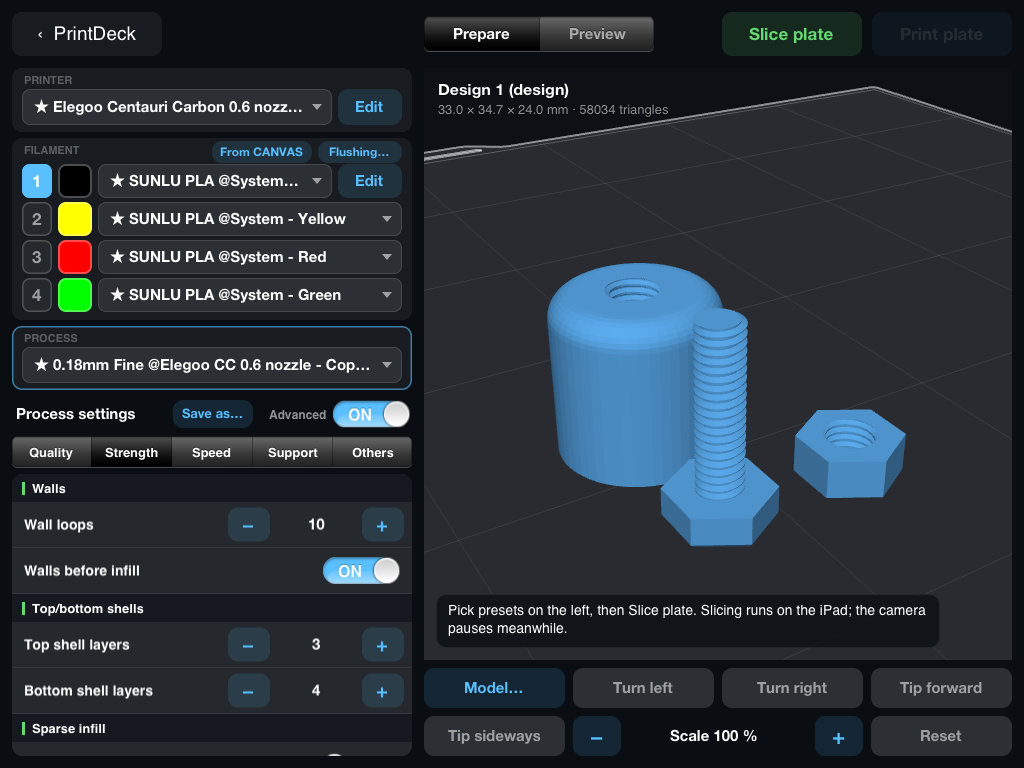 ‹ PrintDeck
Prepare
Preview
Slice plate
Print plate
PRINTER
★ Elegoo Centauri Carbon 0.6 nozz...
Edit
FILAMENT
From CANVAS
Flushing...
1
★ SUNLU PLA @System...
Edit
2
★ SUNLU PLA @System - Yellow
3
★ SUNLU PLA @System - Red
4
★ SUNLU PLA @System - Green
PROCESS
★ 0.18mm Fine @Elegoo CC 0.6 nozzle - Cop...
Process settings
Save as...
Advanced
ON
Quality
Strength
Speed
Support
Others
Walls
Wall loops
− 10 +
Walls before infill
ON
Top/bottom shells
Top shell layers
− 3 +
Bottom shell layers
− 4 +
Sparse infill
Design 1 (design)
33.0 × 34.7 × 24.0 mm · 58034 triangles
Pick presets on the left, then Slice plate. Slicing runs on the iPad; the camera
pauses meanwhile.
Model...
Turn left
Turn right
Tip forward
Tip sideways
− Scale 100 % +
Reset